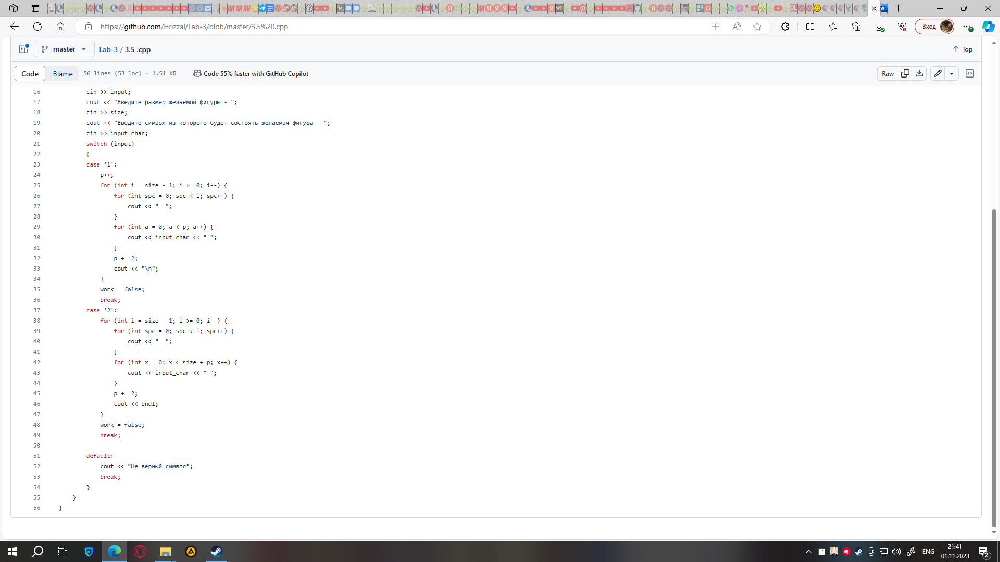 https://github.com/Hrizzal/Lab-3/blob/master/3.5%20.cpp
Вход
master
Lab-3 / 3.5 .cpp
Top
Code
Blame
56 lines (53 loc) · 1.51 KB
Code 55% faster with GitHub Copilot
Raw
16 cin >> input;
17 cout << "Введите размер желаемой фигуры - ";
18 cin >> size;
19 cout << "Введите символ из которого будет состоять желаемая фигура - ";
20 cin >> input_char;
21 switch (input)
22 {
23 case '1':
24 p++;
25 for (int i = size - 1; i >= 0; i--) {
26 for (int spc = 0; spc < i; spc++) {
27 cout << "  ";
28 }
29 for (int a = 0; a < p; a++) {
30 cout << input_char << " ";
31 }
32 p += 2;
33 cout << "\n";
34 }
35 work = false;
36 break;
37 case '2':
38 for (int i = size - 1; i >= 0; i--) {
39 for (int spc = 0; spc < i; spc++) {
40 cout << "  ";
41 }
42 for (int x = 0; x < size + p; x++) {
43 cout << input_char << " ";
44 }
45 p += 2;
46 cout << endl;
47 }
48 work = false;
49 break;
50
51 default:
52 cout << "Не верный символ";
53 break;
54 }
55 }
56 }
ENG
21:41
01.11.2023
2